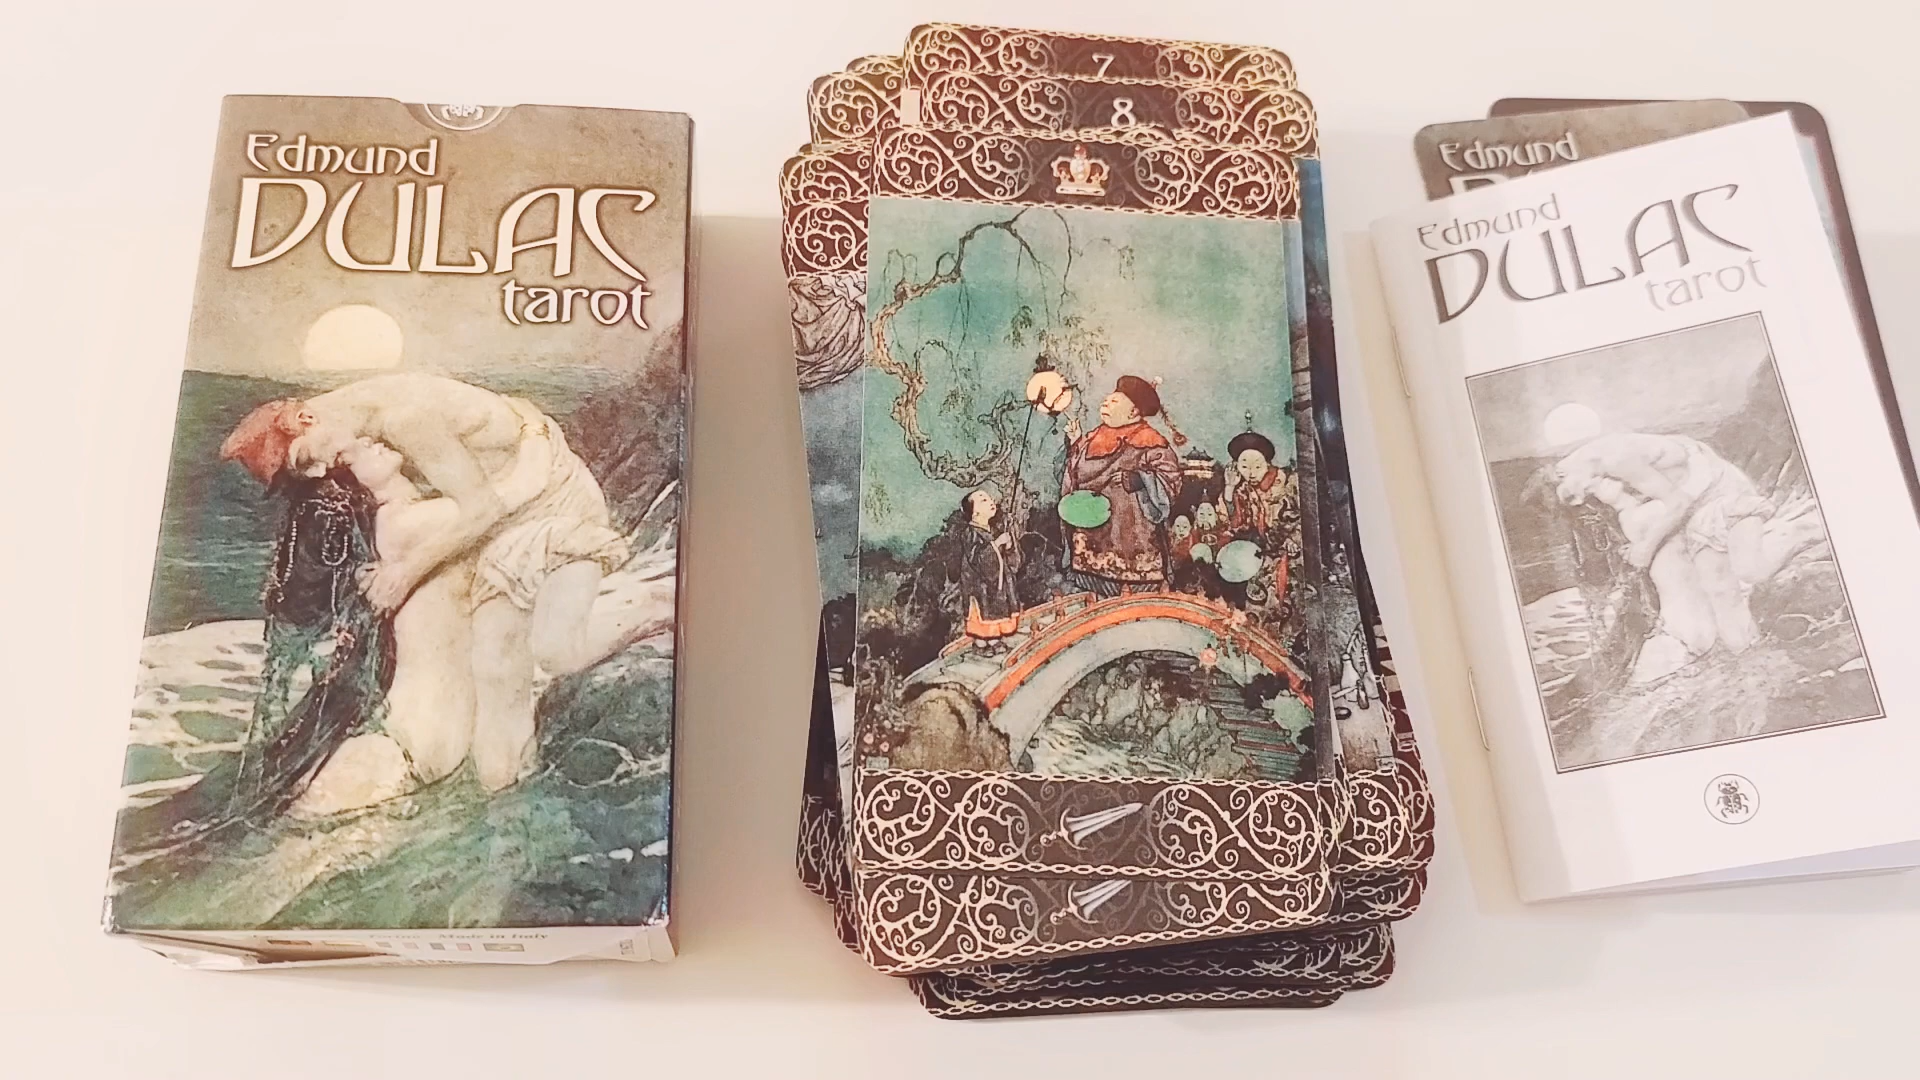 Edmund
DULAC
tarot
Made in Italy
7
8
Edmund
Edmund
DULAC
tarot